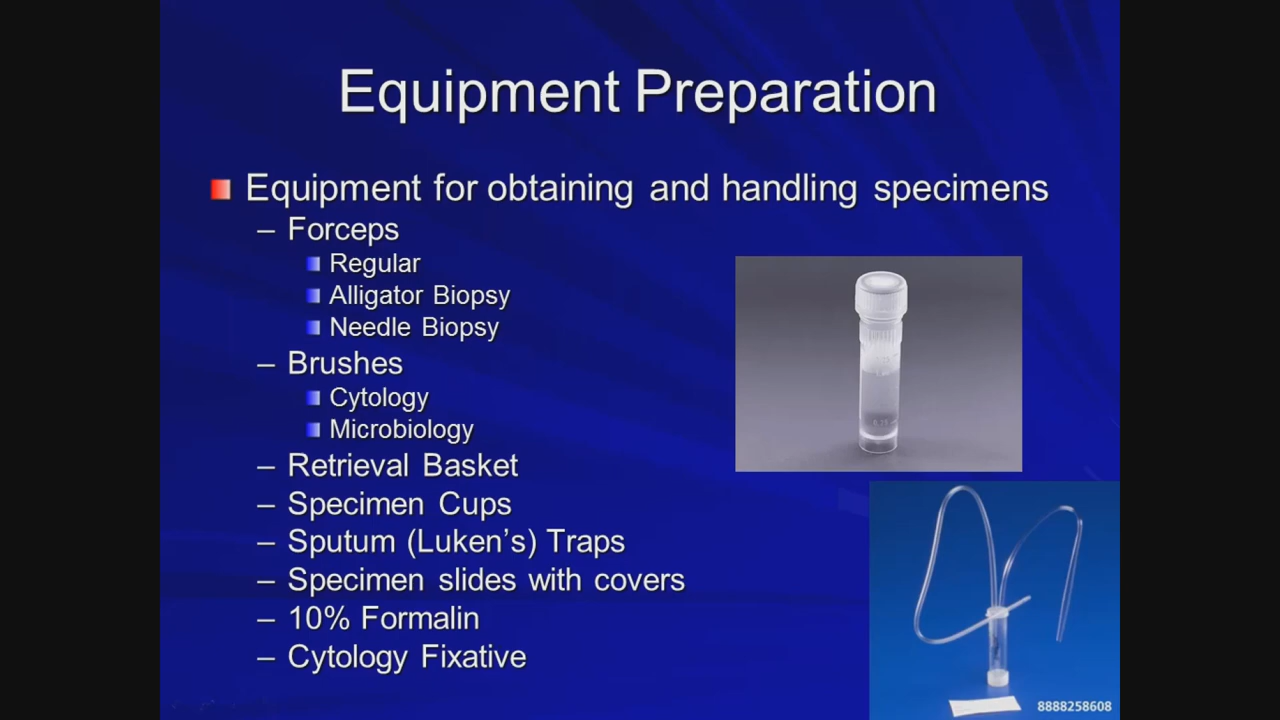 Equipment Preparation
Equipment for obtaining and handling specimens
– Forceps
Regular
Alligator Biopsy
Needle Biopsy
– Brushes
Cytology
Microbiology
– Retrieval Basket
– Specimen Cups
– Sputum (Luken's) Traps
– Specimen slides with covers
– 10% Formalin
– Cytology Fixative
8888258608